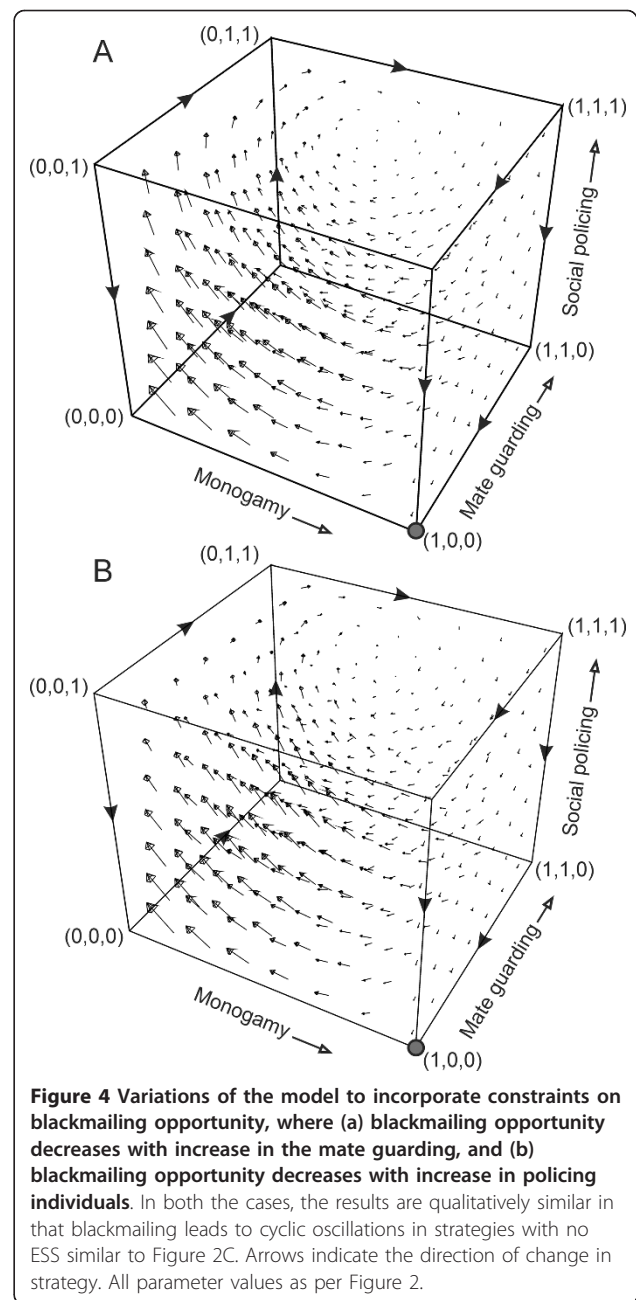 A
(0,1,1)
(1,1,1)
(0,0,1)
Social policing
(1,1,0)
(0,0,0)
Mate guarding
Monogamy
(1,0,0)
B
(0,1,1)
(1,1,1)
(0,0,1)
Social policing
(1,1,0)
(0,0,0)
Mate guarding
Monogamy
(1,0,0)
Figure 4 Variations of the model to incorporate constraints on
blackmailing opportunity, where (a) blackmailing opportunity
decreases with increase in the mate guarding, and (b)
blackmailing opportunity decreases with increase in policing
individuals. In both the cases, the results are qualitatively similar in
that blackmailing leads to cyclic oscillations in strategies with no
ESS similar to Figure 2C. Arrows indicate the direction of change in
strategy. All parameter values as per Figure 2.